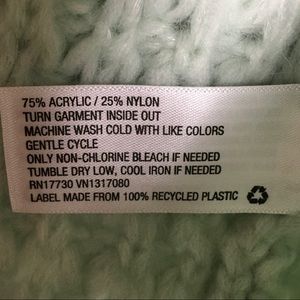 75% ACRYLIC / 25% NYLON
TURN GARMENT INSIDE OUT
MACHINE WASH COLD WITH LIKE COLORS
GENTLE CYCLE
ONLY NON-CHLORINE BLEACH IF NEEDED
TUMBLE DRY LOW, COOL IRON IF NEEDED
RN17730 VN1317080
LABEL MADE FROM 100% RECYCLED PLASTIC